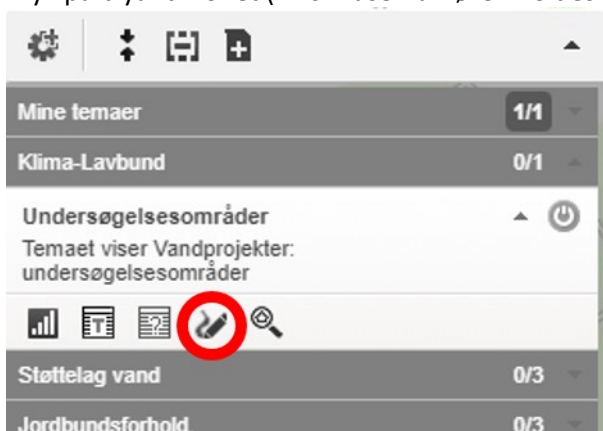 Mine temaer 1/1
Klima-Lavbund 0/1
Undersøgelsesområder
Temaet viser Vandprojekter:
undersøgelsesområder
T ?
Støttelag vand 0/3
Jordbundsforhold 0/3